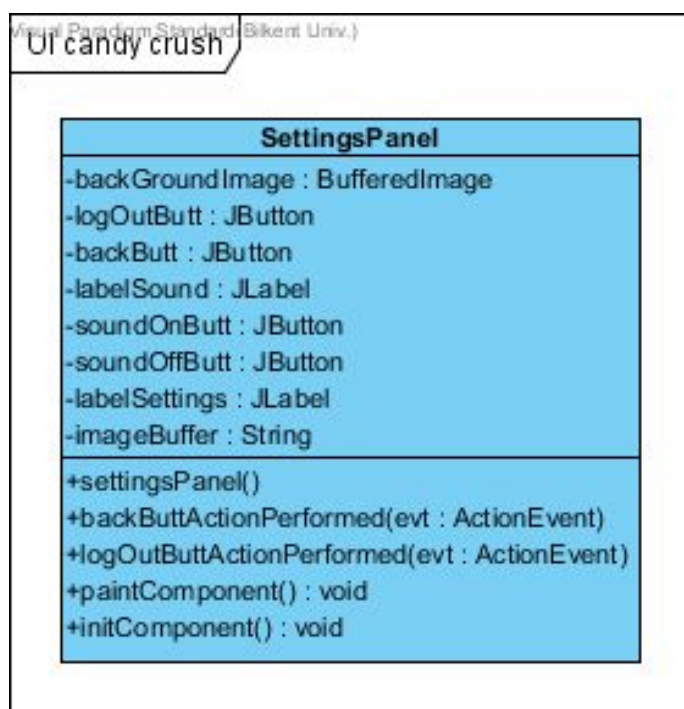 Visual Paradigm Standard(Bilkent Univ.)
UI candy crush
SettingsPanel
-backGroundImage : BufferedImage
-logOutButt : JButton
-backButt : JButton
-labelSound : JLabel
-soundOnButt : JButton
-soundOffButt : JButton
-labelSettings : JLabel
-imageBuffer : String
+settingsPanel()
+backButtActionPerformed(evt : ActionEvent)
+logOutButtActionPerformed(evt : ActionEvent)
+paintComponent() : void
+initComponent() : void